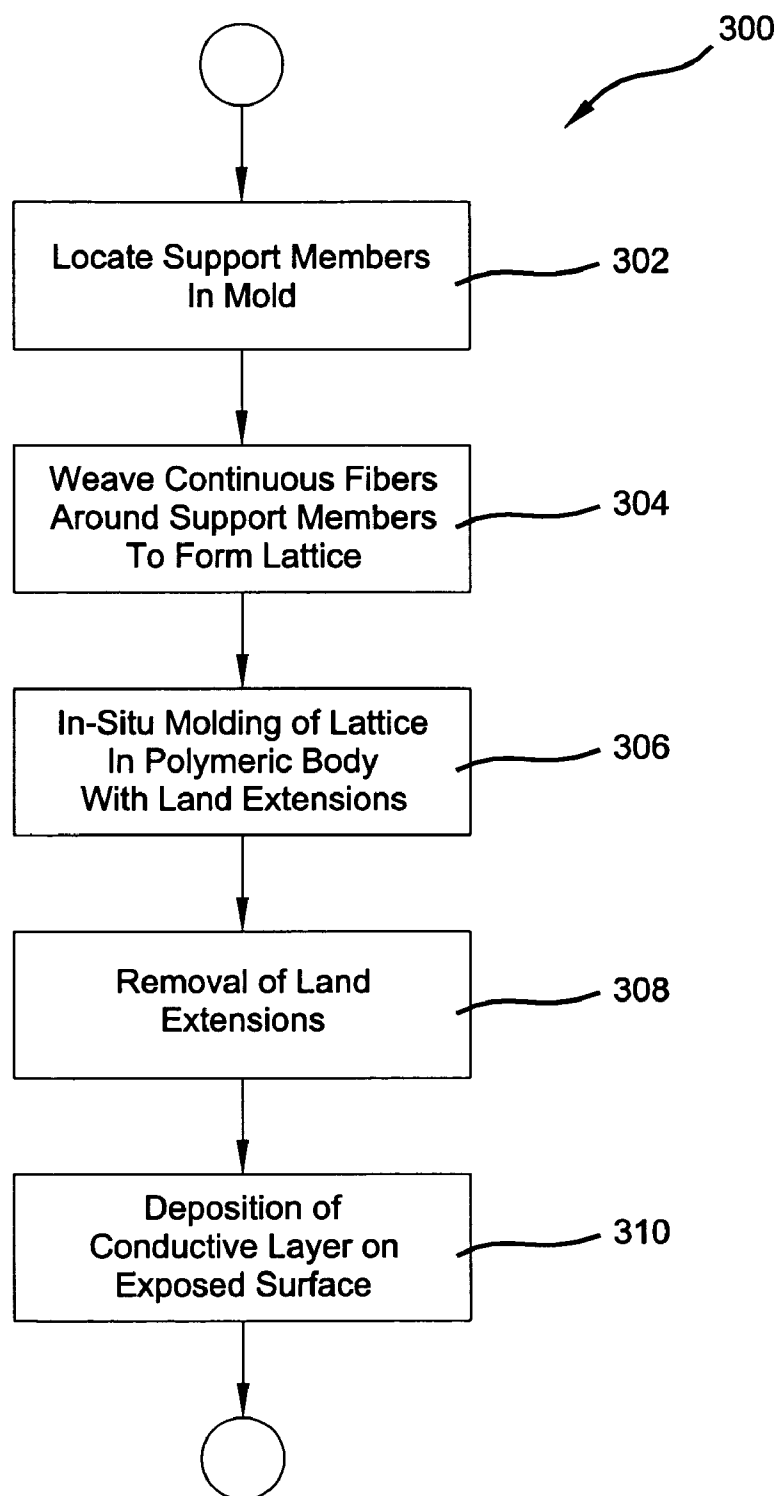 300
Locate Support Members
In Mold
302
Weave Continuous Fibers
Around Support Members
To Form Lattice
304
In-Situ Molding of Lattice
In Polymeric Body
With Land Extensions
306
Removal of Land
Extensions
308
Deposition of
Conductive Layer on
Exposed Surface
310